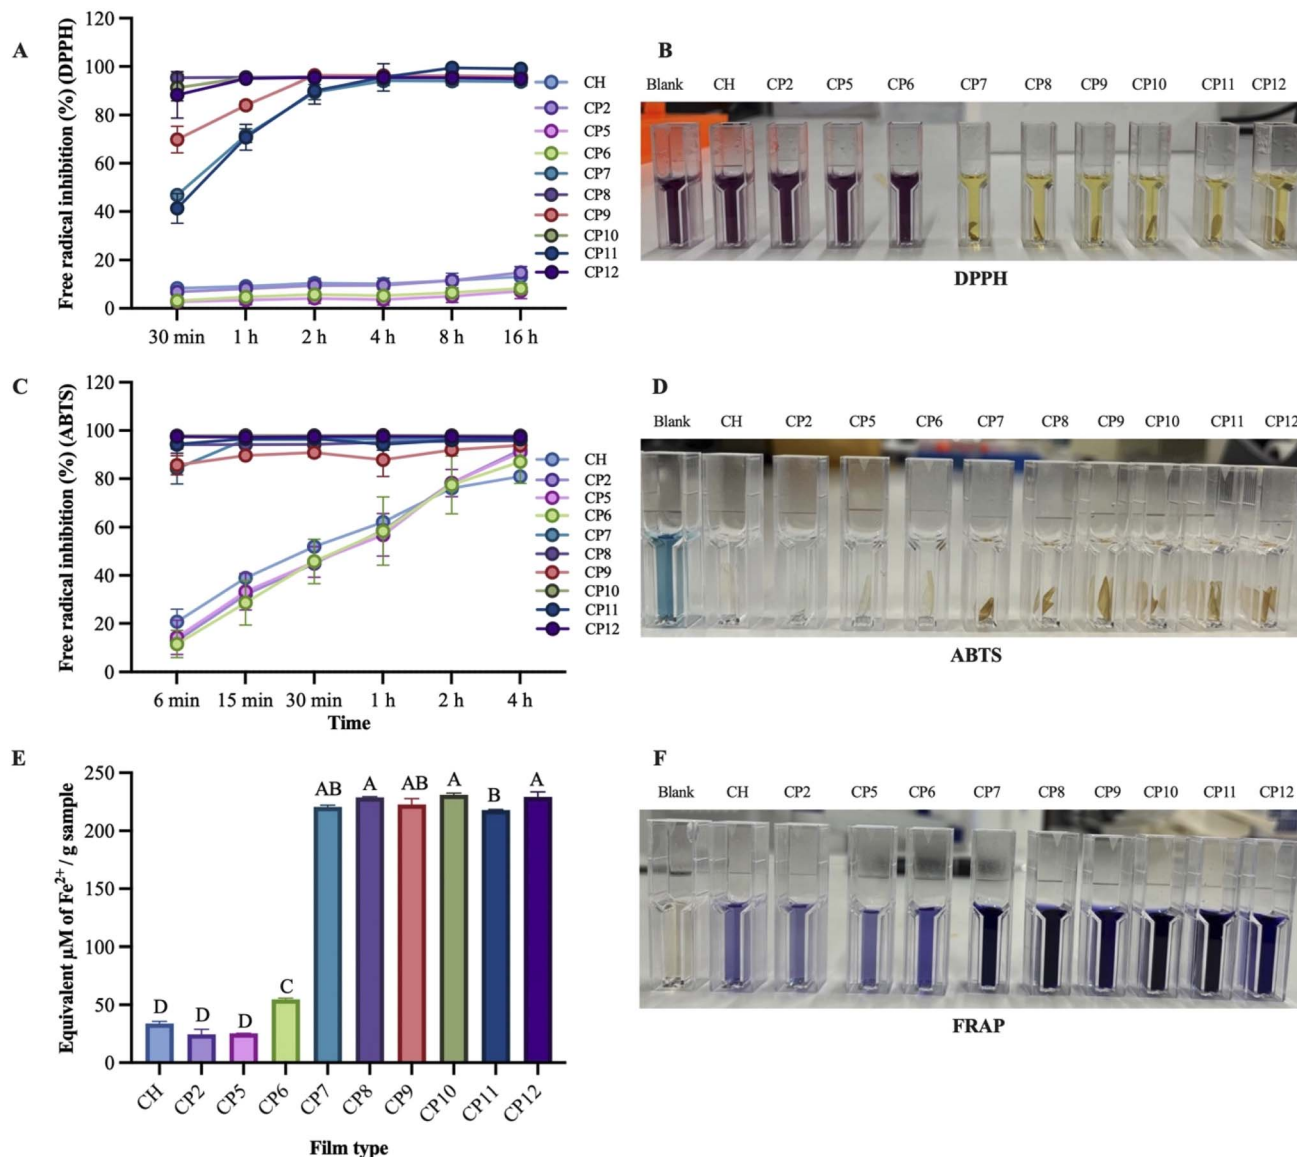 A
Free radical inhibition (%) (DPPH)
120
100
80
60
40
20
0
30 min 1 h 2 h 4 h 8 h 16 h
CH
CP2
CP5
CP6
CP7
CP8
CP9
CP10
CP11
CP12
B
Blank CH CP2 CP5 CP6 CP7 CP8 CP9 CP10 CP11 CP12
DPPH
C
Free radical inhibition (%) (ABTS)
120
100
80
60
40
20
0
6 min 15 min 30 min 1 h 2 h 4 h
Time
CH
CP2
CP5
CP6
CP7
CP8
CP9
CP10
CP11
CP12
D
Blank CH CP2 CP5 CP6 CP7 CP8 CP9 CP10 CP11 CP12
ABTS
E
Equivalent µM of Fe²⁺ / g sample
250
200
150
100
50
0
D D D C AB A AB A B A
CH CP2 CP5 CP6 CP7 CP8 CP9 CP10 CP11 CP12
Film type
F
Blank CH CP2 CP5 CP6 CP7 CP8 CP9 CP10 CP11 CP12
FRAP